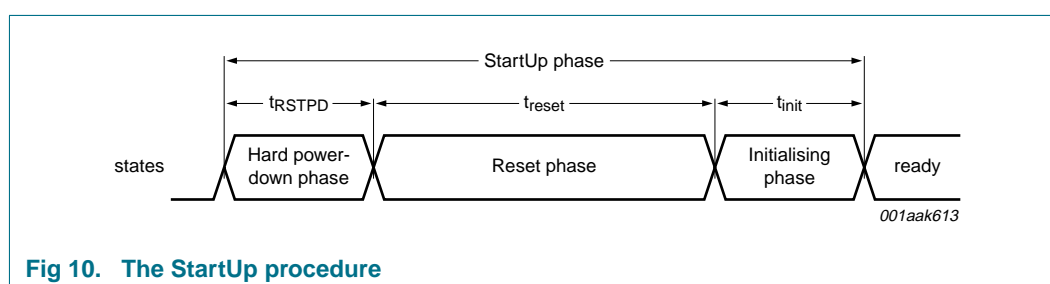 StartUp phase
tRSTPD
treset
tinit
states
Hard power-
down phase
Reset phase
Initialising
phase
ready
001aak613
Fig 10. The StartUp procedure